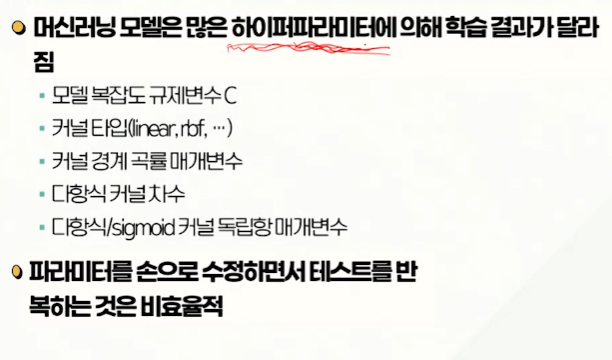 머신러닝 모델은 많은 하이퍼파라미터에 의해 학습 결과가 달라
짐
모델 복잡도 규제변수 C
커널 타입(linear, rbf, …)
커널 경계 곡률 매개변수
다항식 커널 차수
다항식/sigmoid 커널 독립항 매개변수
파라미터를 손으로 수정하면서 테스트를 반
복하는 것은 비효율적